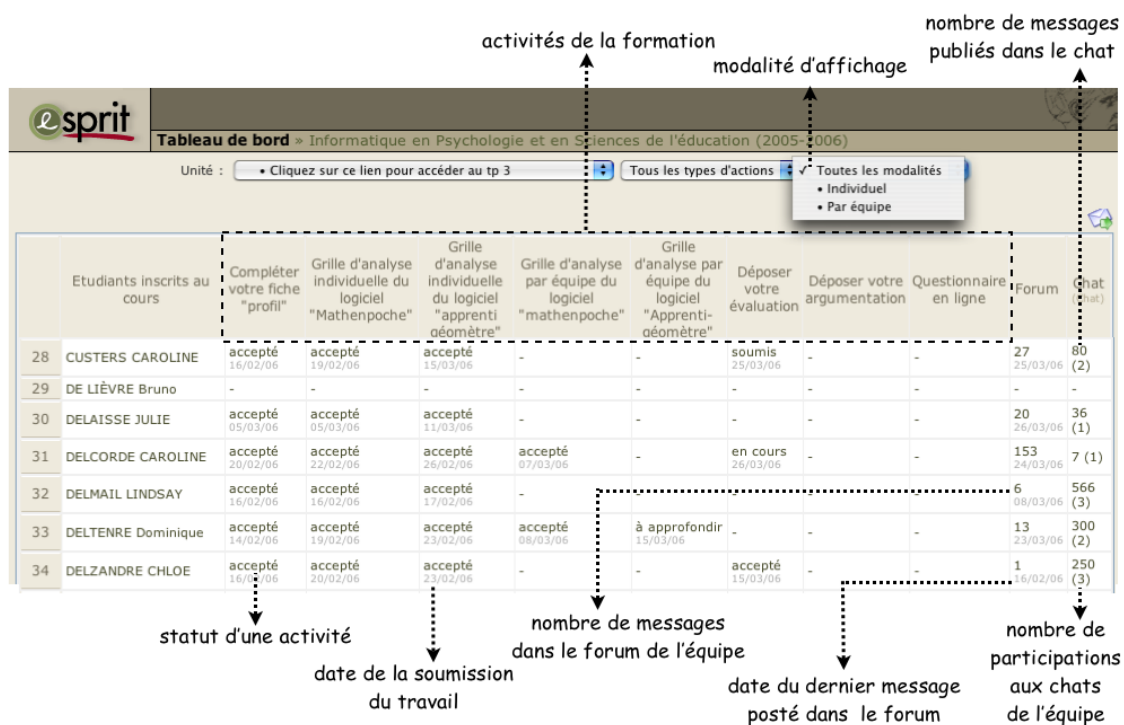 activités de la formation
modalité d'affichage
nombre de messages
publiés dans le chat
esprit
Tableau de bord » Informatique en Psychologie et en Sciences de l'éducation (2005-2006)
Unité : • Cliquez sur ce lien pour accéder au tp 3 Tous les types d'actions ✓ Toutes les modalités
• Individuel
• Par équipe
Etudiants inscrits au
cours
Compléter
votre fiche
"profil"
Grille d'analyse
individuelle du
logiciel
"Mathenpoche"
Grille
d'analyse
individuelle
du logiciel
"apprenti
géomètre"
Grille d'analyse
par équipe du
logiciel
"mathenpoche"
Grille
d'analyse par
équipe du
logiciel
"Apprenti-
géomètre"
Déposer
votre
évaluation
Déposer votre
argumentation
Questionnaire
en ligne
Forum
Chat
(Chat)
28 CUSTERS CAROLINE accepté accepté accepté - - soumis - - 27 80
16/02/06 19/02/06 15/03/06 25/03/06 25/03/06 (2)
29 DE LIÈVRE Bruno - - - - - - - - - -
30 DELAISSE JULIE accepté accepté accepté - - - - - 20 36
05/03/06 05/03/06 11/03/06 26/03/06 (1)
31 DELCORDE CAROLINE accepté accepté accepté accepté - en cours - - 153 7 (1)
20/02/06 22/02/06 26/02/06 07/03/06 26/03/06 24/03/06
32 DELMAIL LINDSAY accepté accepté accepté - - - - - 6 566
16/02/06 16/02/06 17/02/06 08/03/06 (3)
33 DELTENRE Dominique accepté accepté accepté accepté à approfondir - - - 13 300
14/02/06 19/02/06 23/02/06 08/03/06 15/03/06 23/03/06 (2)
34 DELZANDRE CHLOE accepté accepté accepté - - accepté - - 1 250
16/02/06 20/02/06 23/02/06 15/03/06 16/02/06 (3)
statut d'une activité
date de la soumission
du travail
nombre de messages
dans le forum de l'équipe
date du dernier message
posté dans le forum
nombre de
participations
aux chats
de l'équipe